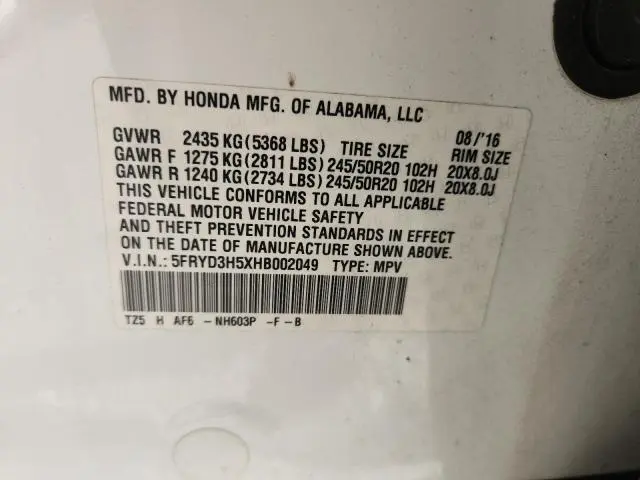 MFD. BY HONDA MFG. OF ALABAMA, LLC
08/'16
GVWR 2435 KG(5368 LBS) TIRE SIZE RIM SIZE
GAWR F 1275 KG(2811 LBS)245/50R20 102H 20X8.0J
GAWR R 1240 KG(2734 LBS)245/50R20 102H 20X8.0J
THIS VEHICLE CONFORMS TO ALL APPLICABLE
FEDERAL MOTOR VEHICLE SAFETY
AND THEFT PREVENTION STANDARDS IN EFFECT
ON THE DATE OF MANUFACTURE SHOWN ABOVE.
V.I.N.: 5FRYD3H5XHB002049 TYPE: MPV
TZ5 H AF6 -NH603P -F-B